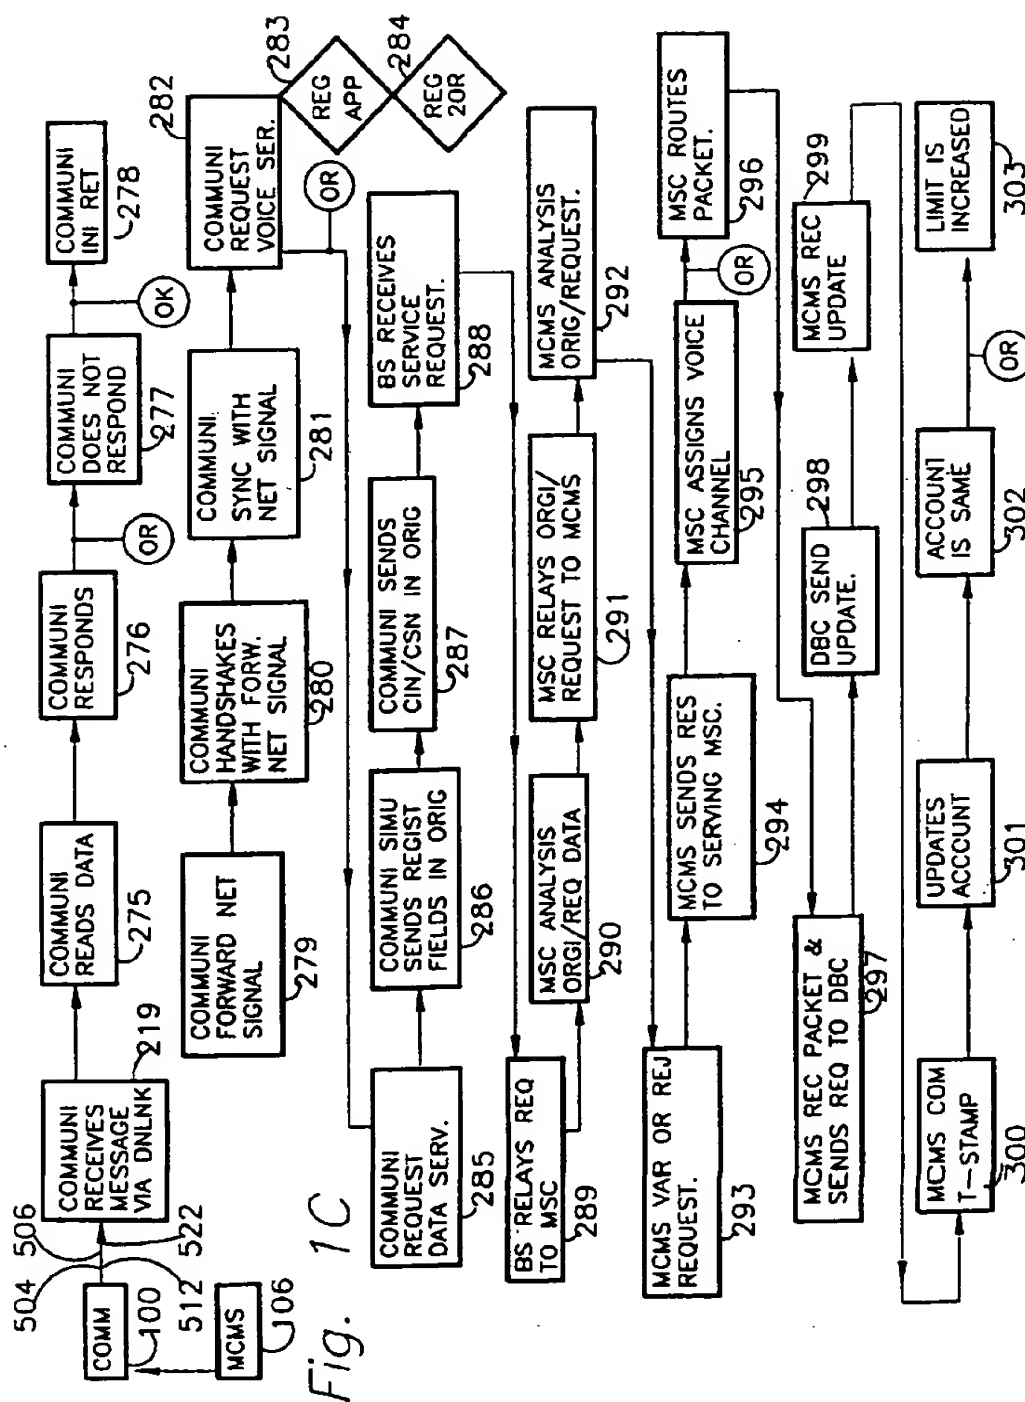 504
506
512
522
COMM
100
MCMS
106
COMMUNI
RECEIVES
MESSAGE
VIA DNLNK
219
COMMUNI
READS DATA
275
COMMUNI
RESPONDS
276
OR
COMMUNI
DOES NOT
RESPOND
277
OK
COMMUNI
INI RET
278
COMMUNI
FORWARD NET
SIGNAL
279
COMMUNI
HANDSHAKES
WITH FORW.
NET SIGNAL
280
COMMUNI
SYNC WITH
NET SIGNAL
281
COMMUNI
REQUEST
VOICE SER.
282
REG
APP
283
REG
20R
284
OR
Fig. 1C
COMMUNI
REQUEST
DATA SERV.
285
COMMUNI SIMU
SENDS REGIST
FIELDS IN ORIG
286
COMMUNI SENDS
CIN/CSN IN ORIG
287
BS RECEIVES
SERVICE
REQUEST.
288
BS RELAYS REQ
TO MSC
289
MSC ANALYSIS
ORGI/REQ DATA
290
MSC RELAYS ORGI/
REQUEST TO MCMS
291
MCMS ANALYSIS
ORIG/REQUEST.
292
MCMS VAR OR REJ
REQUEST.
293
MCMS SENDS RES
TO SERVING MSC.
294
MSC ASSIGNS VOICE
CHANNEL
295
OR
MSC ROUTES
PACKET.
296
MCMS REC PACKET &
SENDS REQ TO DBC
297
DBC SEND
UPDATE.
298
MCMS REC
UPDATE
299
MCMS COM
T-STAMP
300
UPDATES
ACCOUNT
301
ACCOUNT
IS SAME
302
OR
LIMIT IS
INCREASED
303